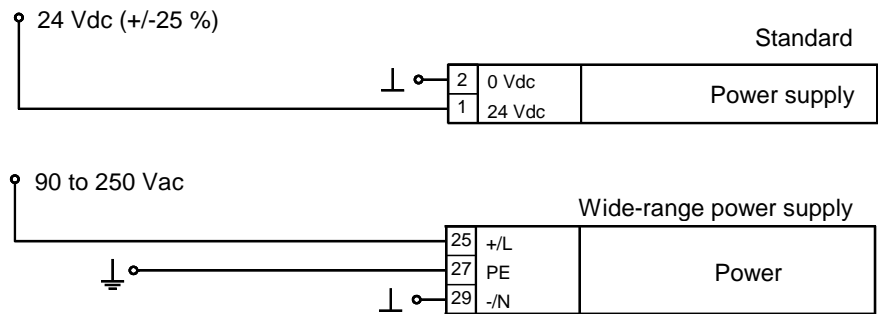 24 Vdc (+/-25 %)
Standard
2 0 Vdc
1 24 Vdc
Power supply
90 to 250 Vac
Wide-range power supply
25 +/L
27 PE
29 -/N
Power